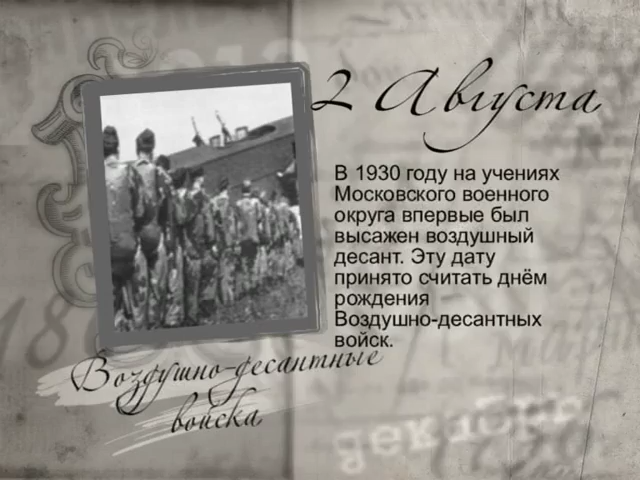 2 Августа
В 1930 году на учениях
Московского военного
округа впервые был
высажен воздушный
десант. Эту дату
принято считать днём
рождения
Воздушно-десантных
войск.
Воздушно-десантные
войска
декабрь